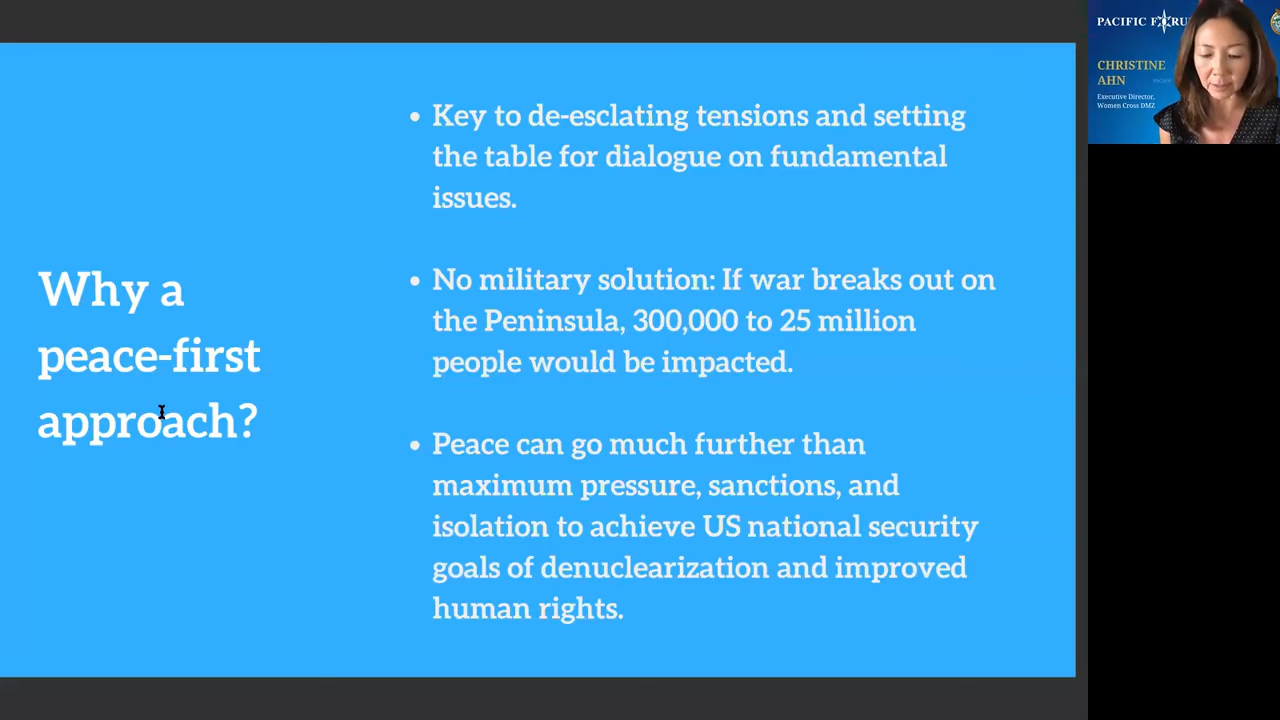 Why a
peace-first
approach?
• Key to de-esclating tensions and setting
the table for dialogue on fundamental
issues.
• No military solution: If war breaks out on
the Peninsula, 300,000 to 25 million
people would be impacted.
• Peace can go much further than
maximum pressure, sanctions, and
isolation to achieve US national security
goals of denuclearization and improved
human rights.
PACIFIC
CHRISTINE
AHN
Executive Director,
Women Cross DMZ